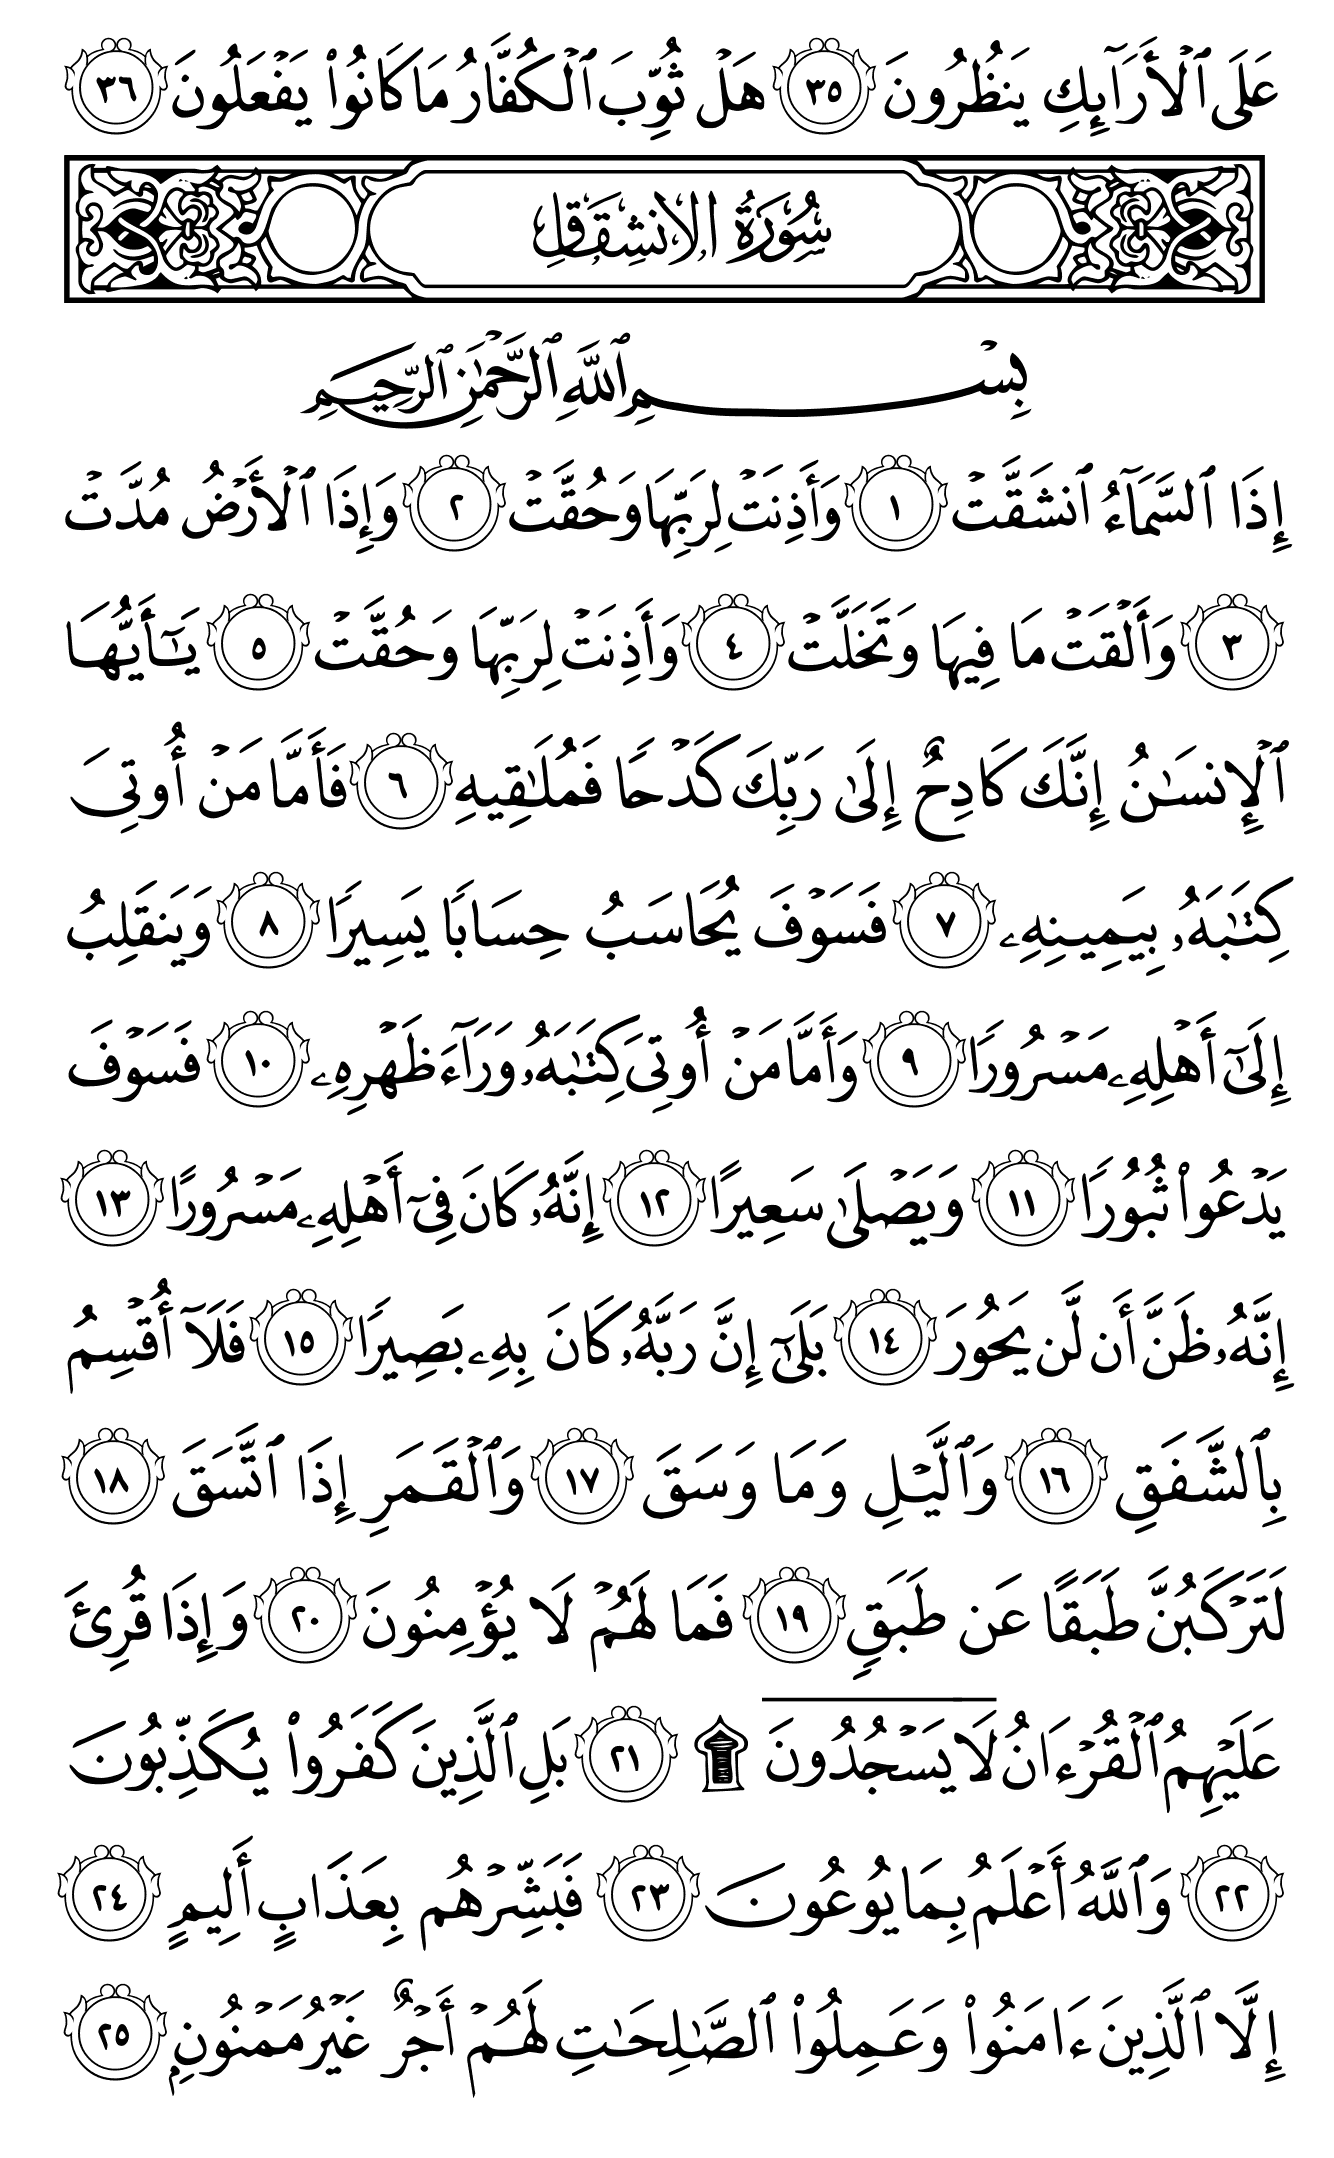 عَلَى ٱلْأَرَآئِكِ يَنظُرُونَ ٣٥ هَلْ ثُوِّبَ ٱلْكُفَّارُ مَا كَانُوا۟ يَفْعَلُونَ ٣٦
سُورَةُ الِانشِقَاقِ
بِسْمِ ٱللَّهِ ٱلرَّحْمَٰنِ ٱلرَّحِيمِ
إِذَا ٱلسَّمَآءُ ٱنشَقَّتْ ١ وَأَذِنَتْ لِرَبِّهَا وَحُقَّتْ ٢ وَإِذَا ٱلْأَرْضُ مُدَّتْ
٣ وَأَلْقَتْ مَا فِيهَا وَتَخَلَّتْ ٤ وَأَذِنَتْ لِرَبِّهَا وَحُقَّتْ ٥ يَٰٓأَيُّهَا
ٱلْإِنسَٰنُ إِنَّكَ كَادِحٌ إِلَىٰ رَبِّكَ كَدْحًا فَمُلَٰقِيهِ ٦ فَأَمَّا مَنْ أُوتِىَ
كِتَٰبَهُۥ بِيَمِينِهِۦ ٧ فَسَوْفَ يُحَاسَبُ حِسَابًا يَسِيرًا ٨ وَيَنقَلِبُ
إِلَىٰٓ أَهْلِهِۦ مَسْرُورًا ٩ وَأَمَّا مَنْ أُوتِىَ كِتَٰبَهُۥ وَرَآءَ ظَهْرِهِۦ ١٠ فَسَوْفَ
يَدْعُوا۟ ثُبُورًا ١١ وَيَصْلَىٰ سَعِيرًا ١٢ إِنَّهُۥ كَانَ فِىٓ أَهْلِهِۦ مَسْرُورًا ١٣
إِنَّهُۥ ظَنَّ أَن لَّن يَحُورَ ١٤ بَلَىٰٓ إِنَّ رَبَّهُۥ كَانَ بِهِۦ بَصِيرًا ١٥ فَلَآ أُقْسِمُ
بِٱلشَّفَقِ ١٦ وَٱلَّيْلِ وَمَا وَسَقَ ١٧ وَٱلْقَمَرِ إِذَا ٱتَّسَقَ ١٨
لَتَرْكَبُنَّ طَبَقًا عَن طَبَقٍ ١٩ فَمَا لَهُمْ لَا يُؤْمِنُونَ ٢٠ وَإِذَا قُرِئَ
عَلَيْهِمُ ٱلْقُرْءَانُ لَا يَسْجُدُونَ ۩ ٢١ بَلِ ٱلَّذِينَ كَفَرُوا۟ يُكَذِّبُونَ
٢٢ وَٱللَّهُ أَعْلَمُ بِمَا يُوعُونَ ٢٣ فَبَشِّرْهُم بِعَذَابٍ أَلِيمٍ ٢٤
إِلَّا ٱلَّذِينَ ءَامَنُوا۟ وَعَمِلُوا۟ ٱلصَّٰلِحَٰتِ لَهُمْ أَجْرٌ غَيْرُ مَمْنُونٍۭ ٢٥